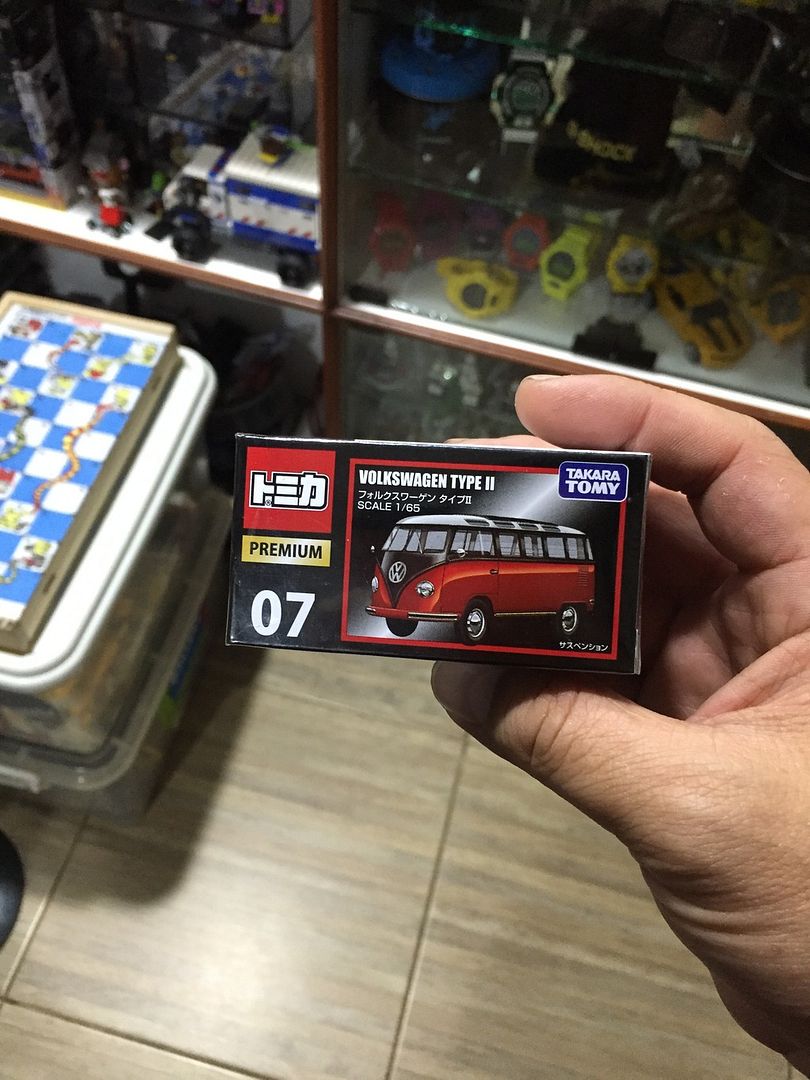 G-SHOCK
トミカ
PREMIUM
07
VOLKSWAGEN TYPE II
フォルクスワーゲン タイプII
SCALE 1/65
TAKARA
TOMY
サスペンション